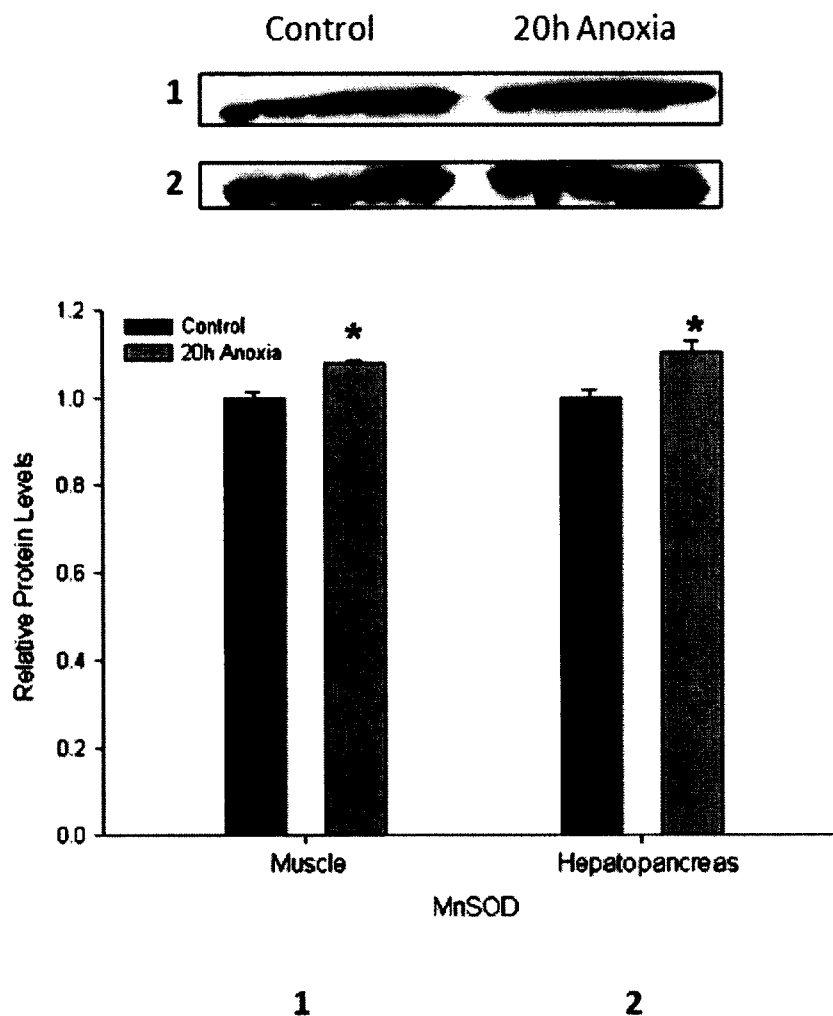 Control 20h Anoxia
1
2
1.2
Control
*
*
20h Anoxia
1.0
0.8
0.6
0.4
0.2
0.0
Relative Protein Levels
Muscle Hepatopancreas
MnSOD
1 2